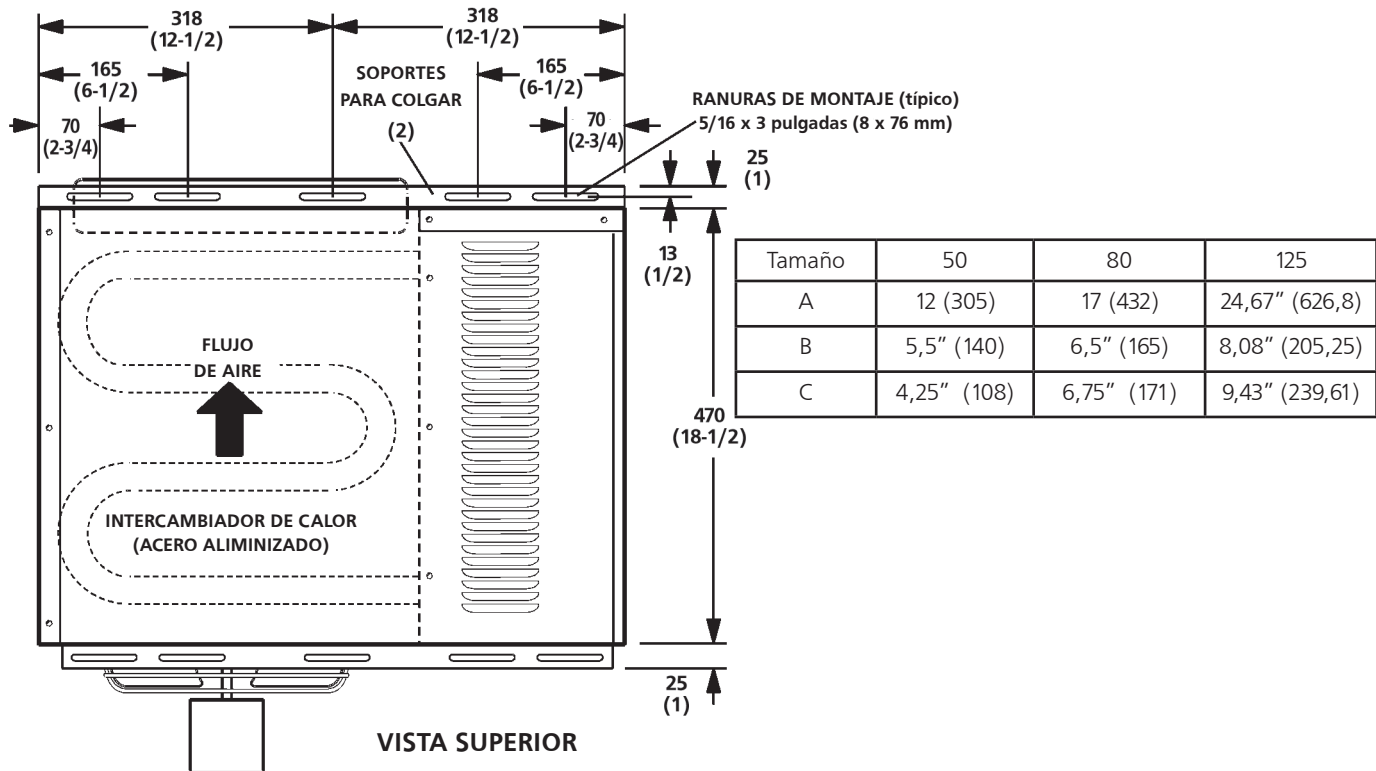 318
(12-1/2)
318
(12-1/2)
165
(6-1/2)
SOPORTES
PARA COLGAR
(2)
165
(6-1/2)
70
(2-3/4)
70
(2-3/4)
RANURAS DE MONTAJE (típico)
5/16 x 3 pulgadas (8 x 76 mm)
25
(1)
13
(1/2)
Tamaño 50 80 125
A 12 (305) 17 (432) 24,67” (626,8)
B 5,5” (140) 6,5” (165) 8,08” (205,25)
C 4,25” (108) 6,75” (171) 9,43” (239,61)
FLUJO
DE AIRE
470
(18-1/2)
INTERCAMBIADOR DE CALOR
(ACERO ALIMINIZADO)
25
(1)
VISTA SUPERIOR